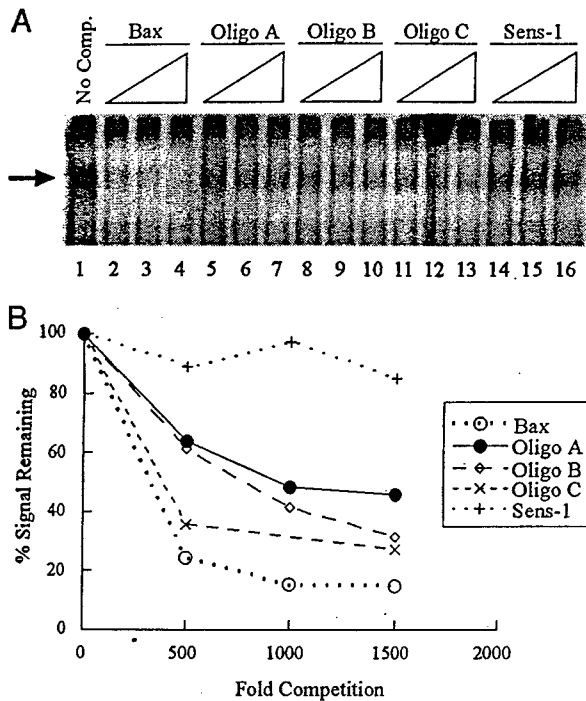 A
No Comp.
Bax
Oligo A
Oligo B
Oligo C
Sens-1
1 2 3 4 5 6 7 8 9 10 11 12 13 14 15 16
B
100
80
60
40
20
0
% Signal Remaining
0 500 1000 1500 2000
Fold Competition
Bax
Oligo A
Oligo B
Oligo C
Sens-1